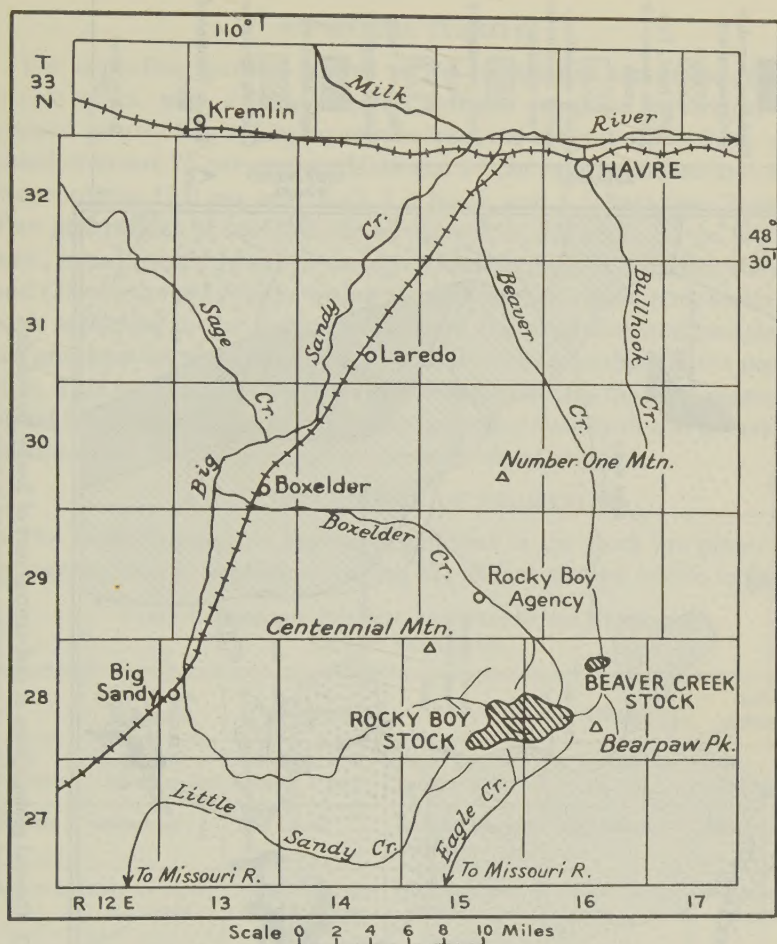 110°
T
33
N
Milk
River
Kremlin
HAVRE
32
48°
30'
Sandy Cr.
Sage Cr.
Beaver Cr.
Bullhook Cr.
31
Laredo
30
Big
Boxelder
Number One Mtn.
Boxelder Cr.
29
Rocky Boy
Agency
Centennial Mtn.
28
Big
Sandy
ROCKY BOY
STOCK
BEAVER CREEK
STOCK
Bearpaw Pk.
27
Little Sandy Cr.
Eagle Cr.
To Missouri R.
To Missouri R.
R 12 E 13 14 15 16 17
Scale 0 2 4 6 8 10 Miles